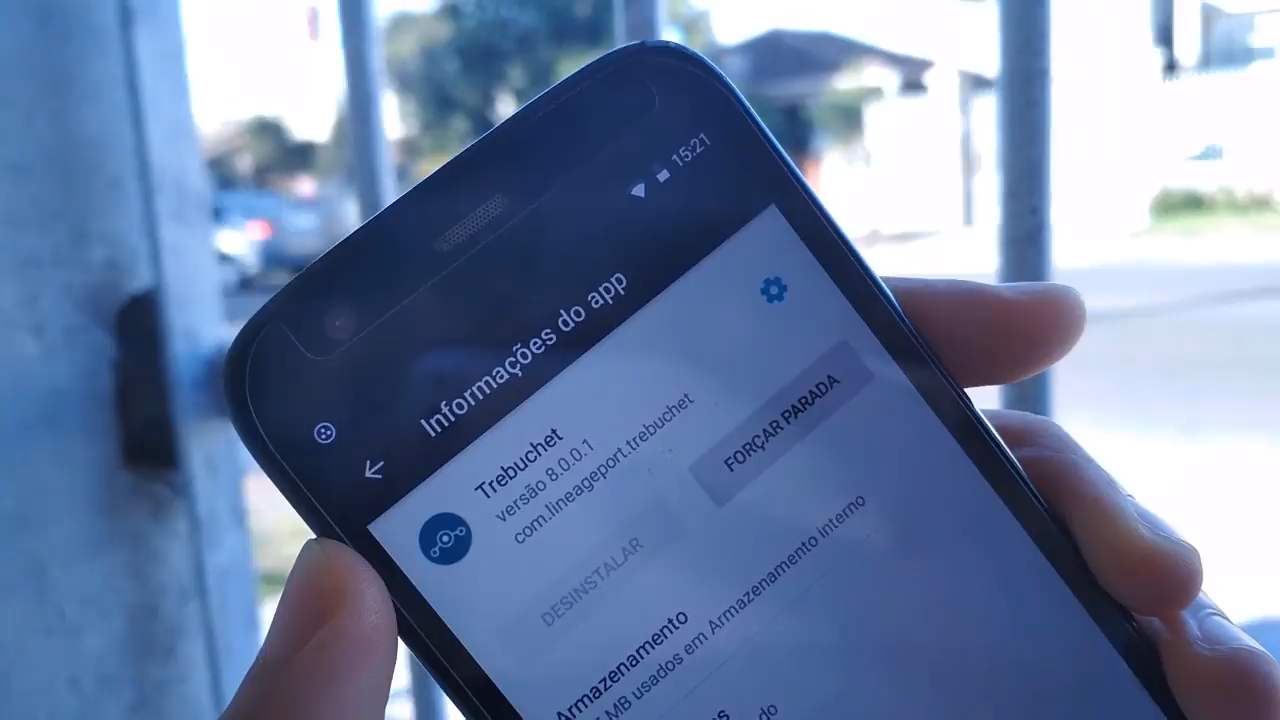 15:21
Informações do app
Trebuchet
versão 8.0.0.1
com.lineageport.trebuchet
DESINSTALAR
FORÇAR PARADA
Armazenamento
MB usados em Armazenamento interno